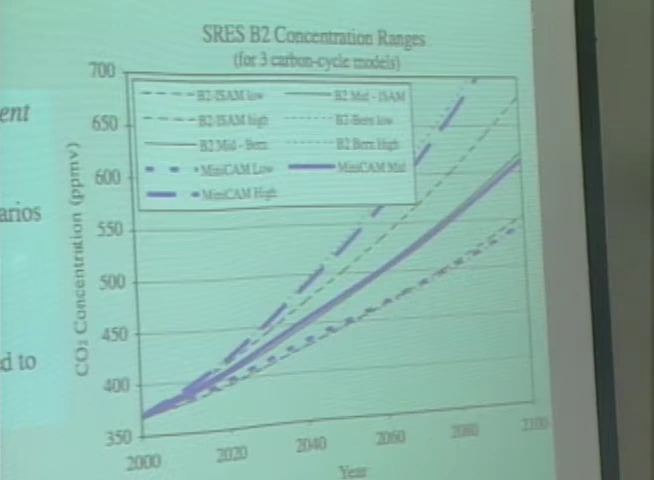 SRES B2 Concentration Ranges
(for 3 carbon-cycle models)
ent
arios
d to
CO2 Concentration (ppmv)
700
650
600
550
500
450
400
350
B2-ISAM low
B2 Mid - ISAM
B2-ISAM high
B2-Bern low
B2 Mid - Bern
B2 Bern High
MiniCAM Low
MiniCAM Mid
MiniCAM High
2000 2020 2040 2060 2080 2100
Year